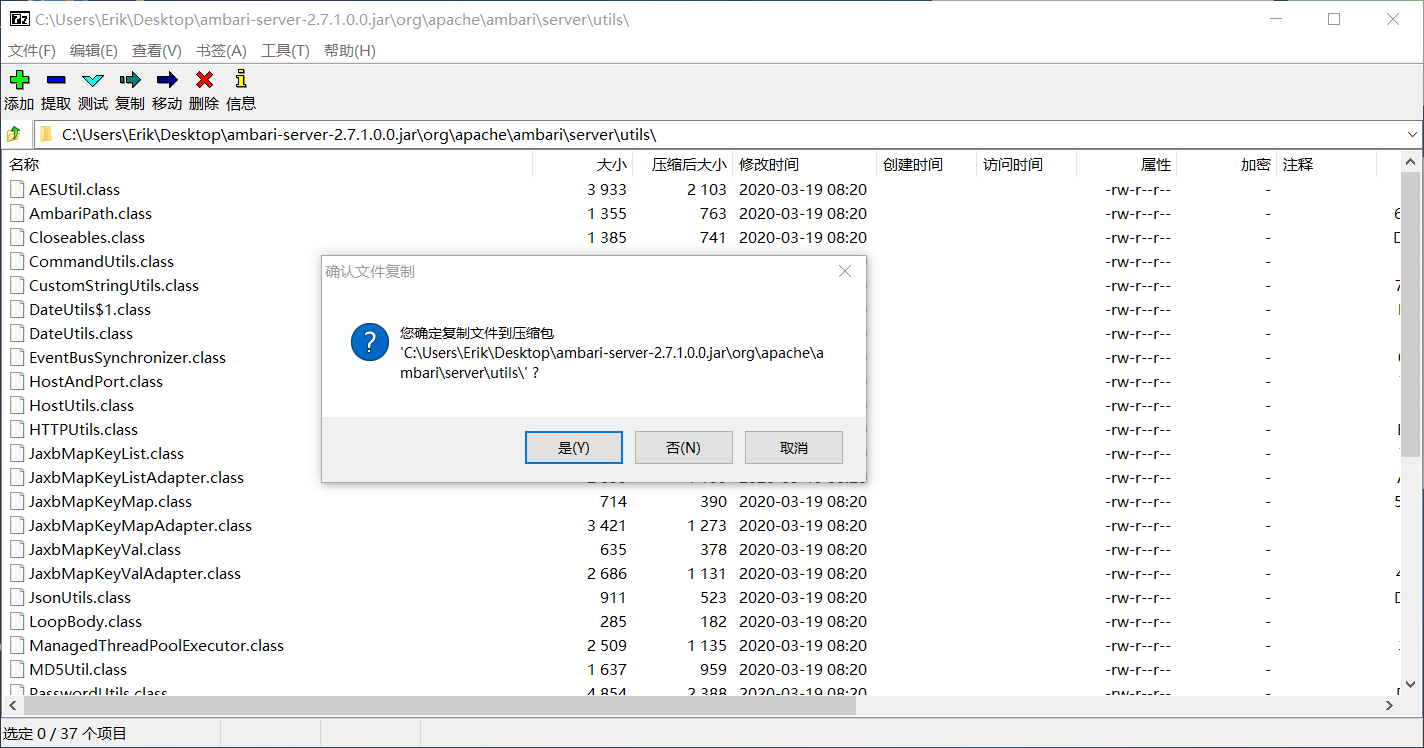 C:\Users\Erik\Desktop\ambari-server-2.7.1.0.0.jar\org\apache\ambari\server\utils\
文件(F) 编辑(E) 查看(V) 书签(A) 工具(T) 帮助(H)
添加 提取 测试 复制 移动 删除 信息
C:\Users\Erik\Desktop\ambari-server-2.7.1.0.0.jar\org\apache\ambari\server\utils\
名称 大小 压缩后大小 修改时间 创建时间 访问时间 属性 加密 注释
AESUtil.class 3 933 2 103 2020-03-19 08:20 -rw-r--r-- -
AmbariPath.class 1 355 763 2020-03-19 08:20 -rw-r--r-- -
Closeables.class 1 385 741 2020-03-19 08:20 -rw-r--r-- -
CommandUtils.class -rw-r--r-- -
CustomStringUtils.class -rw-r--r-- -
DateUtils$1.class -rw-r--r-- -
DateUtils.class -rw-r--r-- -
EventBusSynchronizer.class -rw-r--r-- -
HostAndPort.class -rw-r--r-- -
HostUtils.class -rw-r--r-- -
HTTPUtils.class -rw-r--r-- -
JaxbMapKeyList.class -rw-r--r-- -
JaxbMapKeyListAdapter.class -rw-r--r-- -
JaxbMapKeyMap.class 714 390 2020-03-19 08:20 -rw-r--r-- -
JaxbMapKeyMapAdapter.class 3 421 1 273 2020-03-19 08:20 -rw-r--r-- -
JaxbMapKeyVal.class 635 378 2020-03-19 08:20 -rw-r--r-- -
JaxbMapKeyValAdapter.class 2 686 1 131 2020-03-19 08:20 -rw-r--r-- -
JsonUtils.class 911 523 2020-03-19 08:20 -rw-r--r-- -
LoopBody.class 285 182 2020-03-19 08:20 -rw-r--r-- -
ManagedThreadPoolExecutor.class 2 509 1 135 2020-03-19 08:20 -rw-r--r-- -
MD5Util.class 1 637 959 2020-03-19 08:20 -rw-r--r-- -
PasswordUtils.class 4 854 2 388 2020-03-19 08:20 -rw-r--r-- -
确认文件复制
您确定复制文件到压缩包
'C:\Users\Erik\Desktop\ambari-server-2.7.1.0.0.jar\org\apache\a
mbari\server\utils\' ?
是(Y) 否(N) 取消
选定 0 / 37 个项目